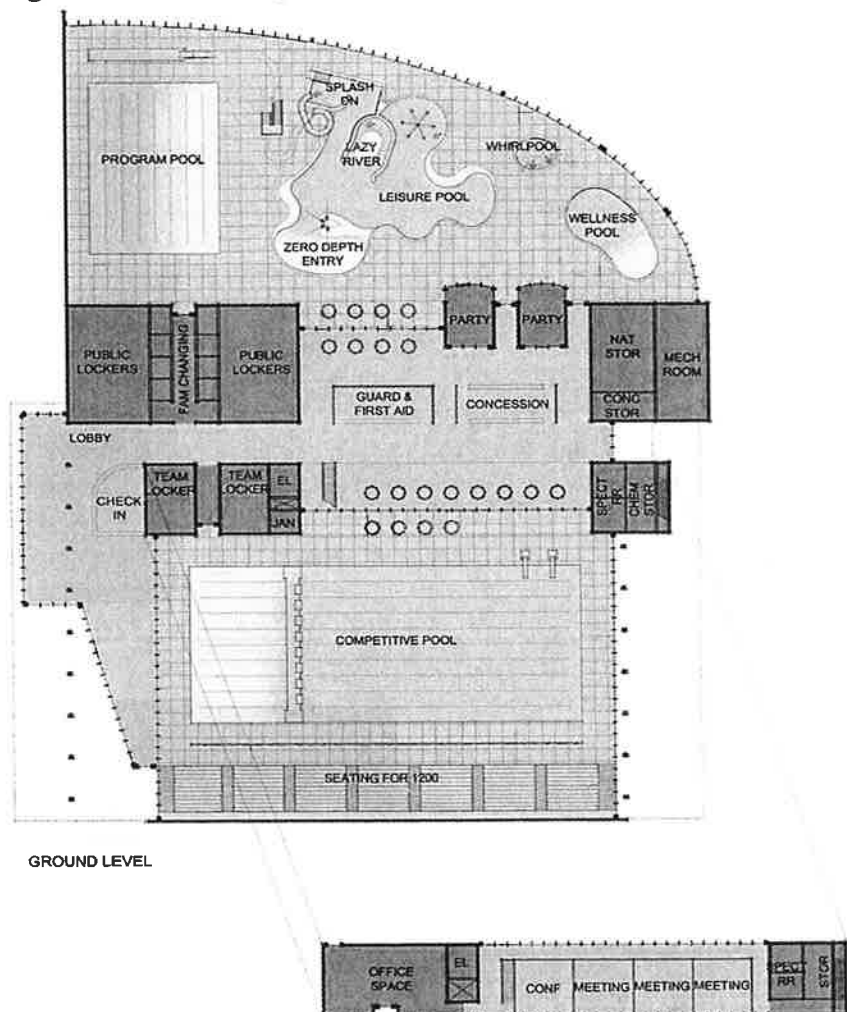 SPLASH
DN
PROGRAM POOL
LAZY
RIVER
WHIRLPOOL
LEISURE POOL
WELLNESS
POOL
ZERO DEPTH
ENTRY
PARTY
PARTY
PUBLIC
LOCKERS
FAM CHANGING
PUBLIC
LOCKERS
NAT
STOR
MECH
ROOM
GUARD &
FIRST AID
CONCESSION
CONC
STOR
LOBBY
CHECK
IN
TEAM
LOCKER
TEAM
LOCKER
EL
JAN
SPECT
RR
CHEM
STOR
COMPETITIVE POOL
SEATING FOR 1200
GROUND LEVEL
OFFICE
SPACE
EL
CONF
MEETING
MEETING
MEETING
SPECT
RR
STOR